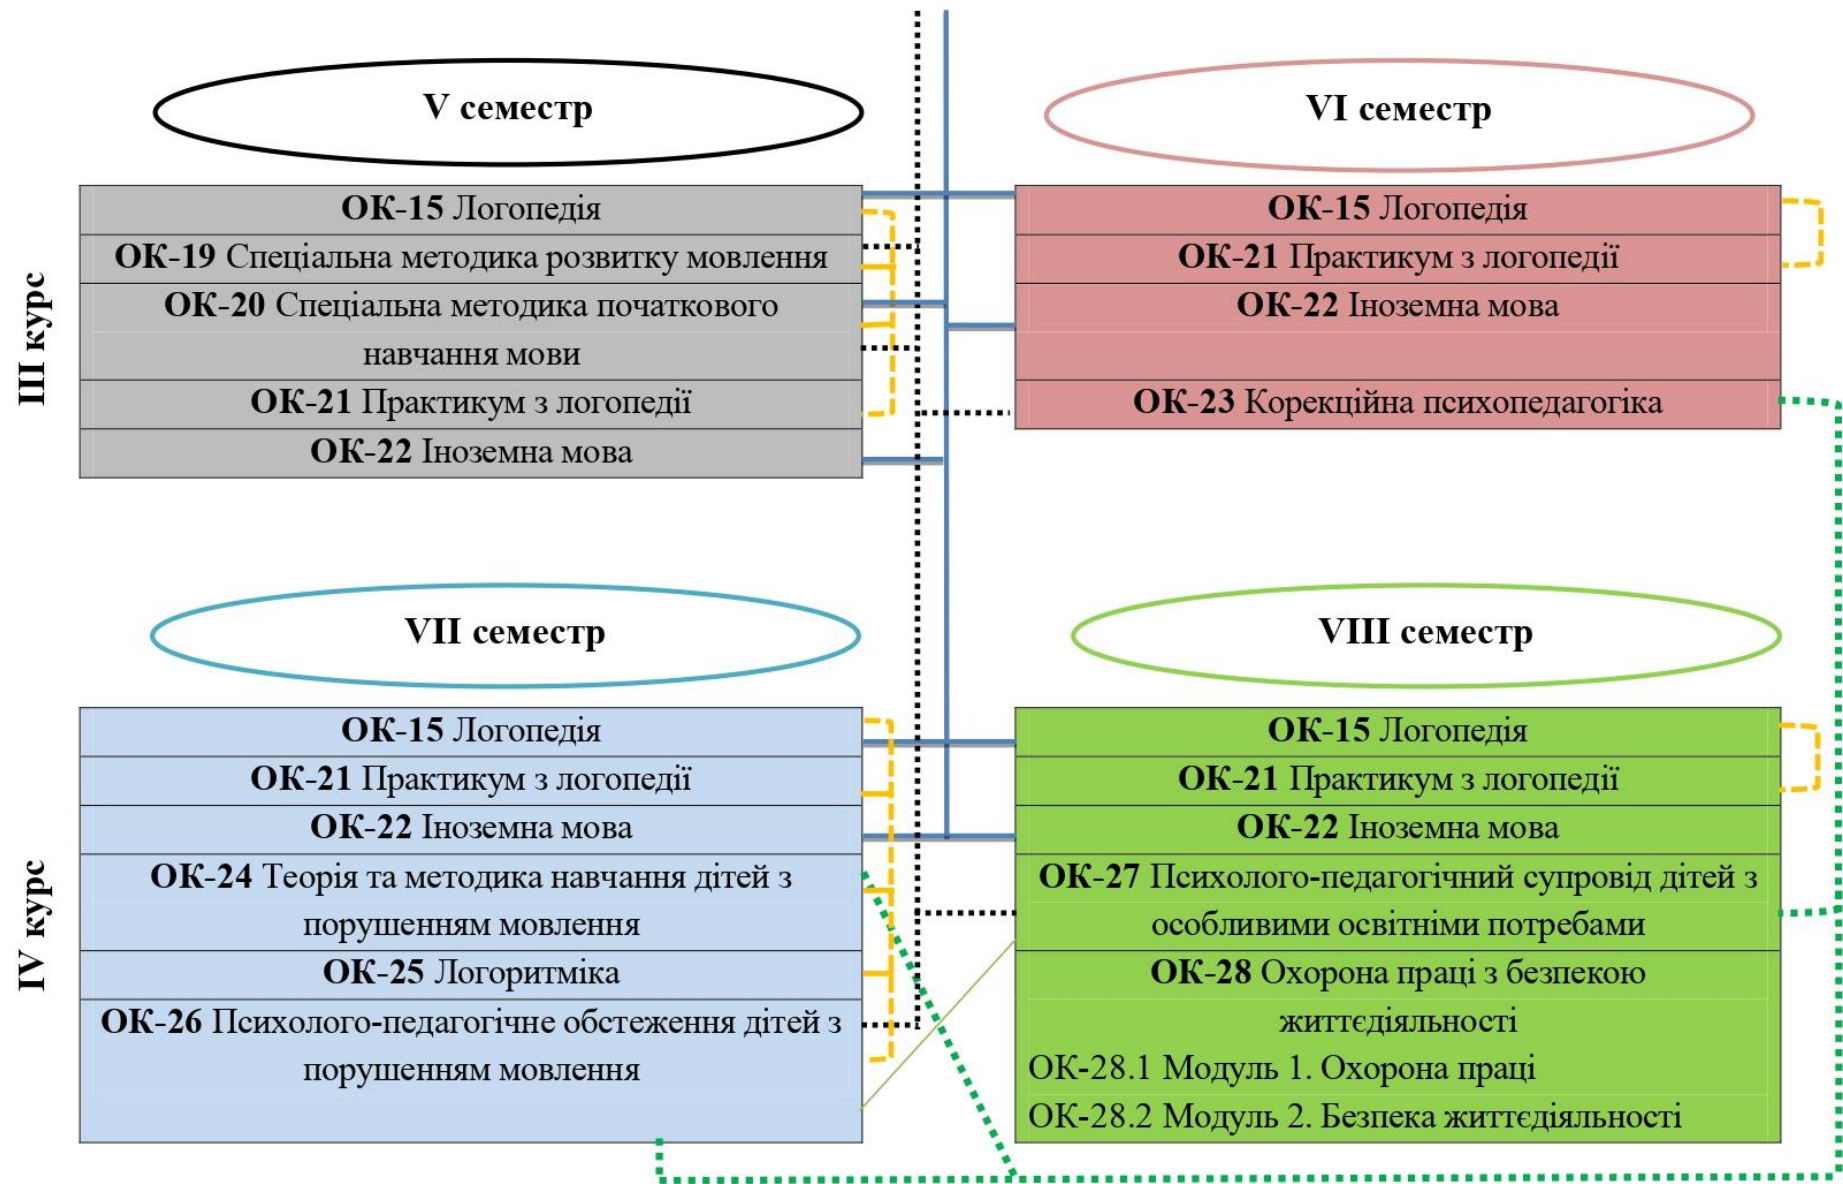 III курс
V семестр
ОК-15 Логопедія
ОК-19 Спеціальна методика розвитку мовлення
ОК-20 Спеціальна методика початкового
навчання мови
ОК-21 Практикум з логопедії
ОК-22 Іноземна мова
VI семестр
ОК-15 Логопедія
ОК-21 Практикум з логопедії
ОК-22 Іноземна мова
ОК-23 Корекційна психопедагогіка
IV курс
VII семестр
ОК-15 Логопедія
ОК-21 Практикум з логопедії
ОК-22 Іноземна мова
ОК-24 Теорія та методика навчання дітей з
порушенням мовлення
ОК-25 Логоритміка
ОК-26 Психолого-педагогічне обстеження дітей з
порушенням мовлення
VIII семестр
ОК-15 Логопедія
ОК-21 Практикум з логопедії
ОК-22 Іноземна мова
ОК-27 Психолого-педагогічний супровід дітей з
особливими освітніми потребами
ОК-28 Охорона праці з безпекою
життєдіяльності
ОК-28.1 Модуль 1. Охорона праці
ОК-28.2 Модуль 2. Безпека життєдіяльності